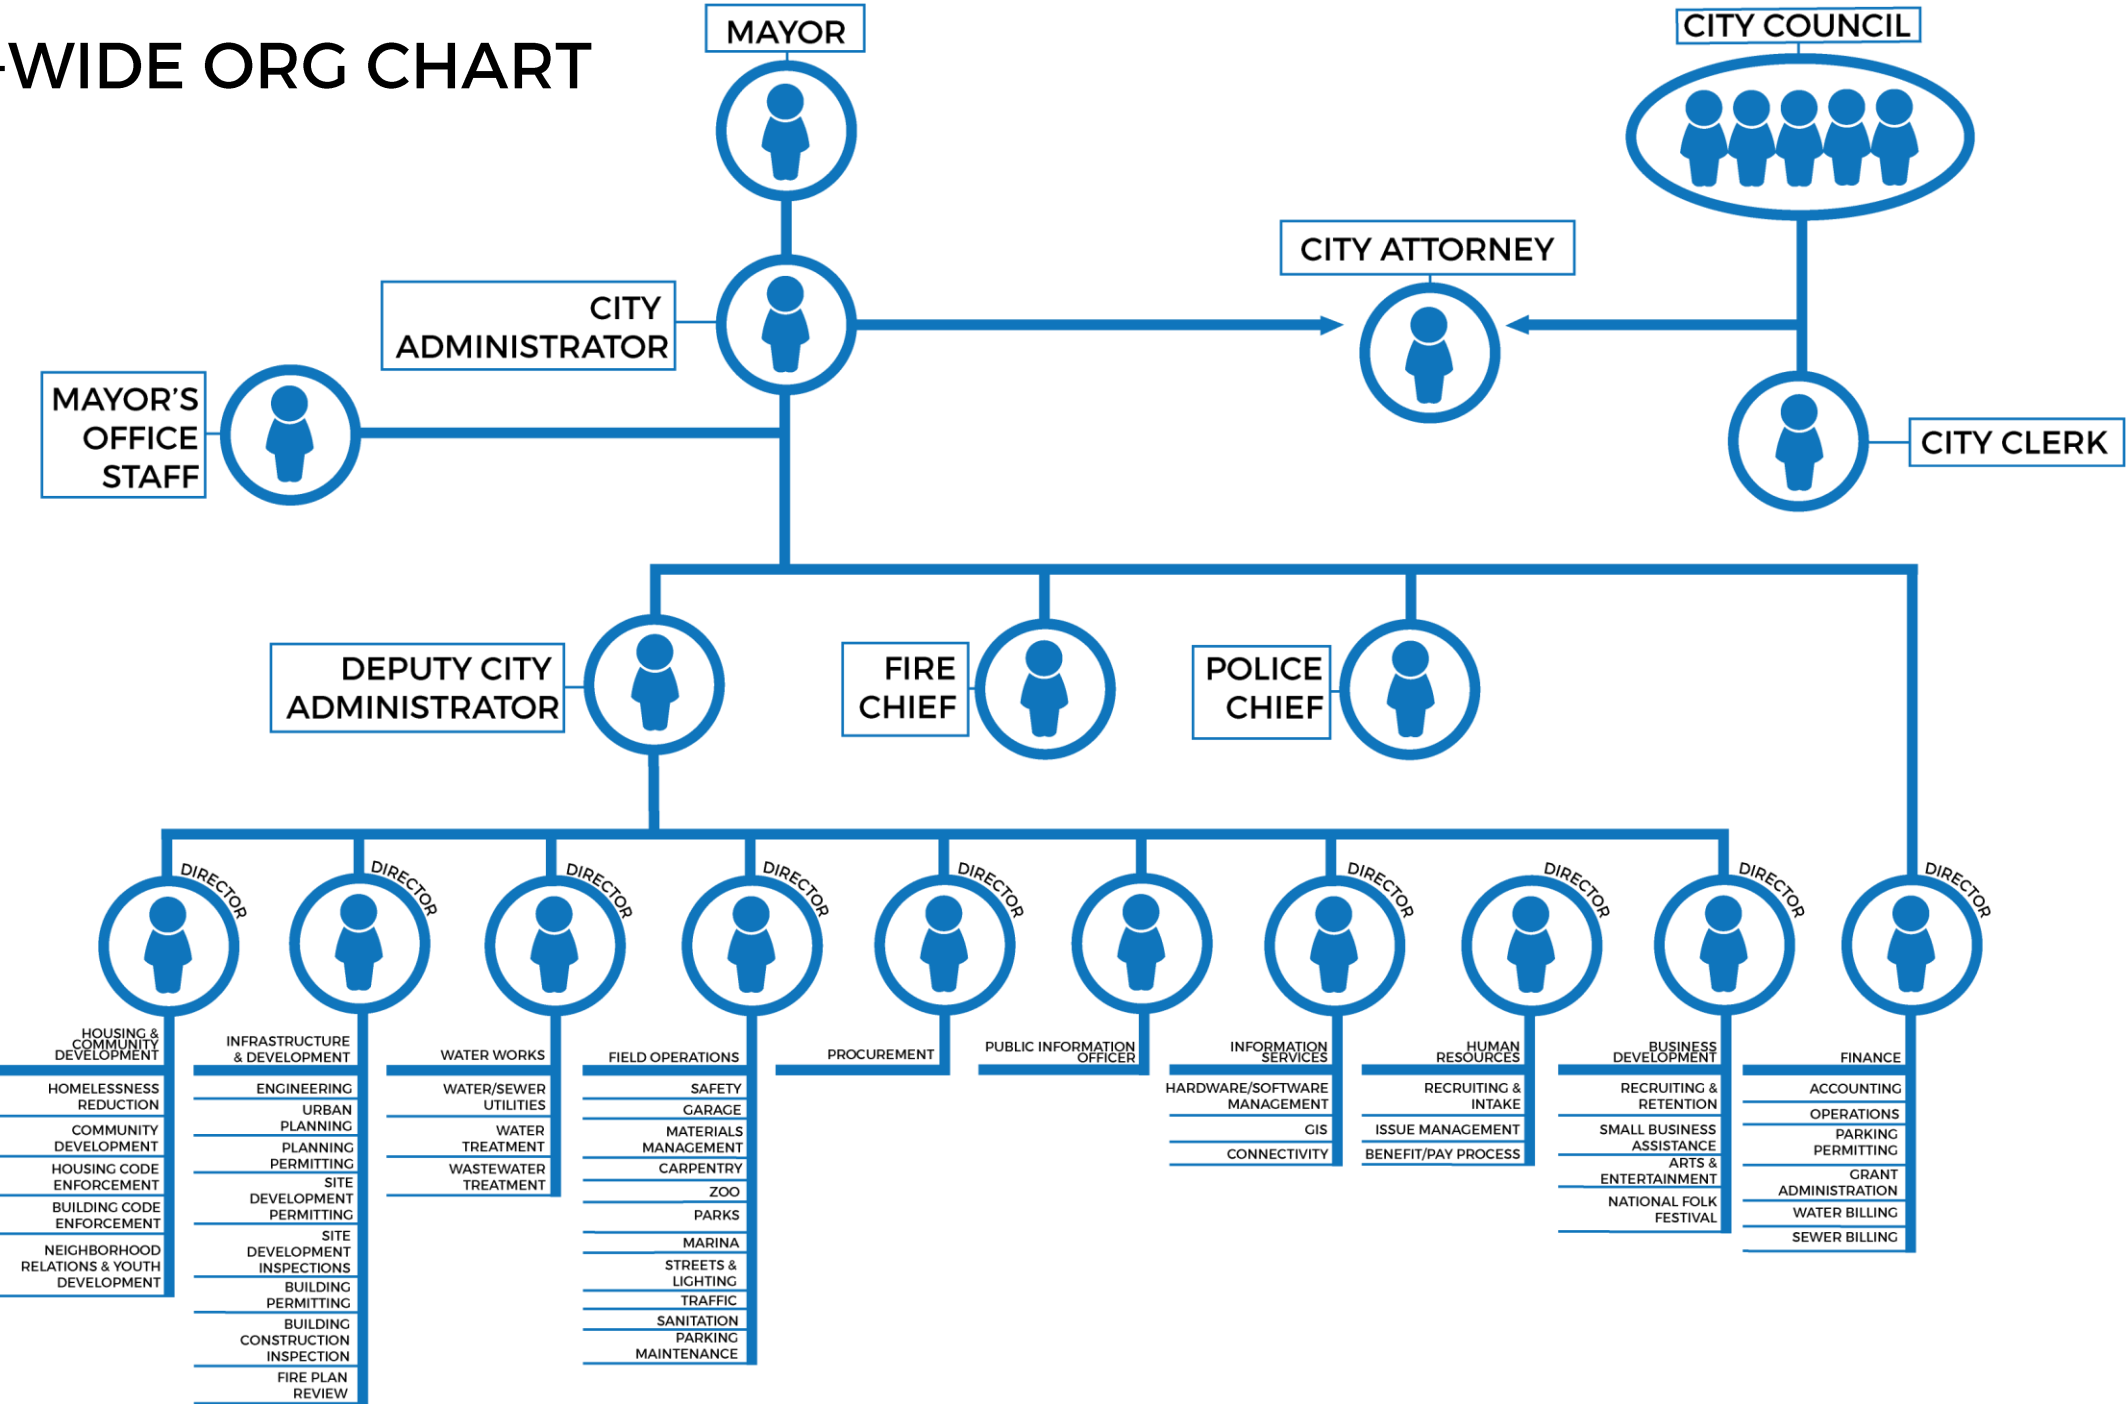 -WIDE ORG CHART
MAYOR
CITY COUNCIL
CITY ATTORNEY
CITY
ADMINISTRATOR
MAYOR'S
OFFICE
STAFF
CITY CLERK
DEPUTY CITY
ADMINISTRATOR
FIRE
CHIEF
POLICE
CHIEF
DIRECTOR
DIRECTOR
DIRECTOR
DIRECTOR
DIRECTOR
DIRECTOR
DIRECTOR
DIRECTOR
DIRECTOR
HOUSING &
COMMUNITY
DEVELOPMENT
HOMELESSNESS
REDUCTION
COMMUNITY
DEVELOPMENT
HOUSING CODE
ENFORCEMENT
BUILDING CODE
ENFORCEMENT
NEIGHBORHOOD
RELATIONS & YOUTH
DEVELOPMENT
INFRASTRUCTURE
& DEVELOPMENT
ENGINEERING
URBAN
PLANNING
PLANNING
PERMITTING
SITE
DEVELOPMENT
PERMITTING
SITE
DEVELOPMENT
INSPECTIONS
BUILDING
PERMITTING
BUILDING
CONSTRUCTION
INSPECTION
FIRE PLAN
REVIEW
WATER WORKS
WATER/SEWER
UTILITIES
WATER
TREATMENT
WASTEWATER
TREATMENT
FIELD OPERATIONS
SAFETY
GARAGE
MATERIALS
MANAGEMENT
CARPENTRY
ZOO
PARKS
MARINA
STREETS &
LIGHTING
TRAFFIC
SANITATION
PARKING
MAINTENANCE
PROCUREMENT
PUBLIC INFORMATION
OFFICER
INFORMATION
SERVICES
HARDWARE/SOFTWARE
MANAGEMENT
GIS
CONNECTIVITY
HUMAN
RESOURCES
RECRUITING &
INTAKE
ISSUE MANAGEMENT
BENEFIT/PAY PROCESS
BUSINESS
DEVELOPMENT
RECRUITING &
RETENTION
SMALL BUSINESS
ASSISTANCE
ARTS &
ENTERTAINMENT
NATIONAL FOLK
FESTIVAL
FINANCE
ACCOUNTING
OPERATIONS
PARKING
PERMITTING
GRANT
ADMINISTRATION
WATER BILLING
SEWER BILLING